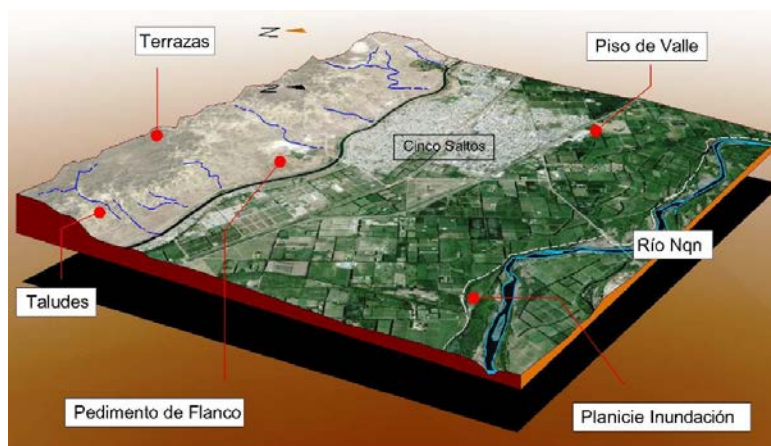 Terrazas
N
Piso de Valle
N
Cinco Saltos
Río Nqn
Taludes
Pedimento de Flanco
Planicie Inundación